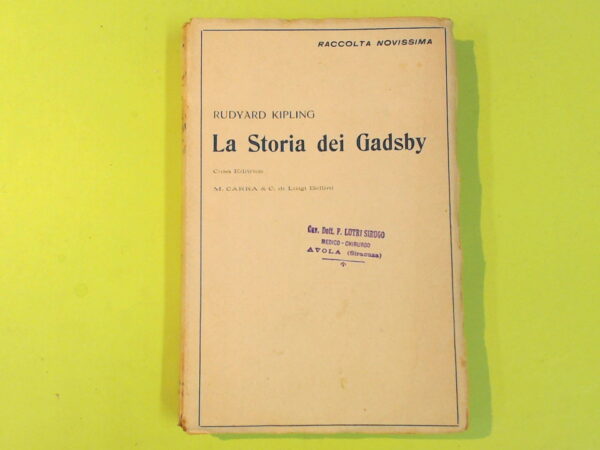 RACCOLTA NOVISSIMA
RUDYARD KIPLING
La Storia dei Gadsby
Casa Editrice
M. CARRA & C. di Luigi Bellini
Cav. Dott. F. LUTRI SIRUGO
MEDICO-CHIRURGO
AVOLA (Siracusa)